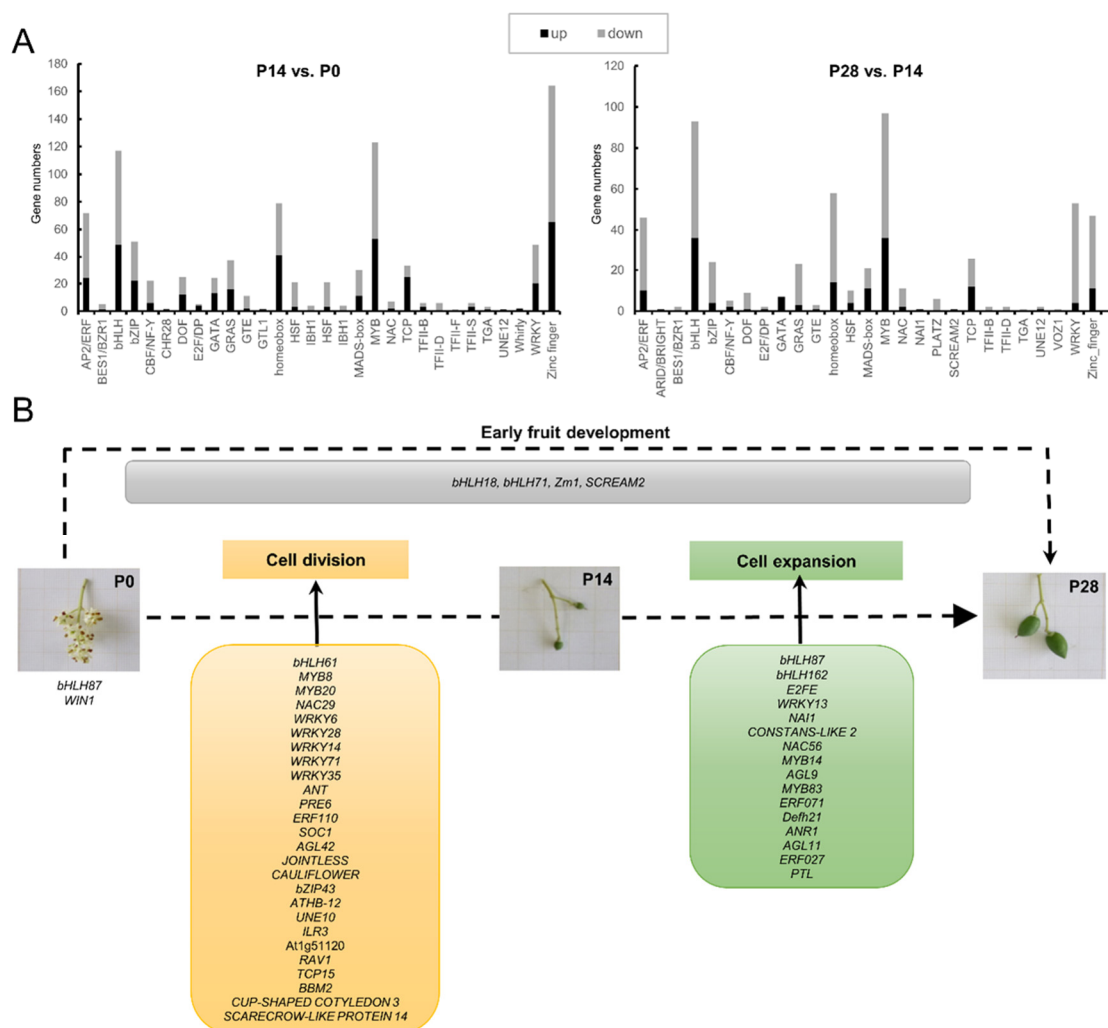 A
up down
P14 vs. P0
180
160
140
120
100
80
60
40
20
0
Gene numbers
AP2/ERF
BES1/BZR1
bHLH
bZIP
CBF/NF-Y
CHR28
DOF
E2F/DP
GATA
GRAS
GTE
GTL1
homeobox
HSF
IBH1
HSF
IBH1
MADS-box
MYB
NAC
TCP
TFII-B
TFII-D
TFII-F
TFII-S
TGA
UNE12
Whirly
WRKY
Zinc finger
P28 vs. P14
120
100
80
60
40
20
0
Gene numbers
AP2/ERF
ARID/BRIGHT
BES1/BZR1
bHLH
bZIP
CBF/NF-Y
DOF
E2F/DP
GATA
GRAS
GTE
homeobox
HSF
MADS-box
MYB
NAC
NAI1
PLATZ
SCREAM2
TCP
TFII-B
TFII-D
TGA
UNE12
VOZ1
WRKY
Zinc_finger
B
Early fruit development
bHLH18, bHLH71, Zm1, SCREAM2
Cell division
Cell expansion
P0
P14
P28
bHLH87
WIN1
bHLH61
MYB8
MYB20
NAC29
WRKY6
WRKY28
WRKY14
WRKY71
WRKY35
ANT
PRE6
ERF110
SOC1
AGL42
JOINTLESS
CAULIFLOWER
bZIP43
ATHB-12
UNE10
ILR3
At1g51120
RAV1
TCP15
BBM2
CUP-SHAPED COTYLEDON 3
SCARECROW-LIKE PROTEIN 14
bHLH87
bHLH162
E2FE
WRKY13
NAI1
CONSTANS-LIKE 2
NAC56
MYB14
AGL9
MYB83
ERF071
Defh21
ANR1
AGL11
ERF027
PTL